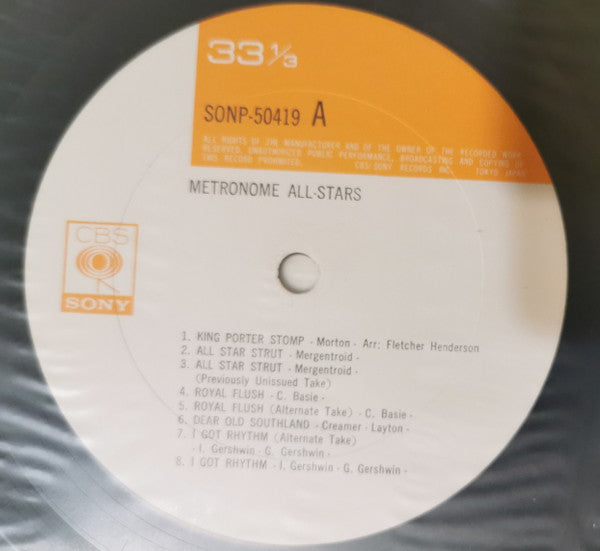 33 1/3
SONP-50419 A
ALL RIGHTS OF THE MANUFACTURER AND OF THE OWNER OF THE RECORDED WORK
RESERVED. UNAUTHORIZED PUBLIC PERFORMANCE, BROADCASTING AND COPYING OF
THIS RECORD PROHIBITED. CBS/SONY RECORDS INC. TOKYO JAPAN
METRONOME ALL-STARS
CBS
SONY
1. KING PORTER STOMP - Morton - Arr: Fletcher Henderson
2. ALL STAR STRUT - Mergentroid -
3. ALL STAR STRUT - Mergentroid
(Previously Unissued Take)
4. ROYAL FLUSH - C. Basie -
5. ROYAL FLUSH (Alternate Take) - C. Basie -
6. DEAR OLD SOUTHLAND - Creamer - Layton -
7. I GOT RHYTHM (Alternate Take)
- I. Gershwin - G. Gershwin -
8. I GOT RHYTHM - I. Gershwin - G. Gershwin -